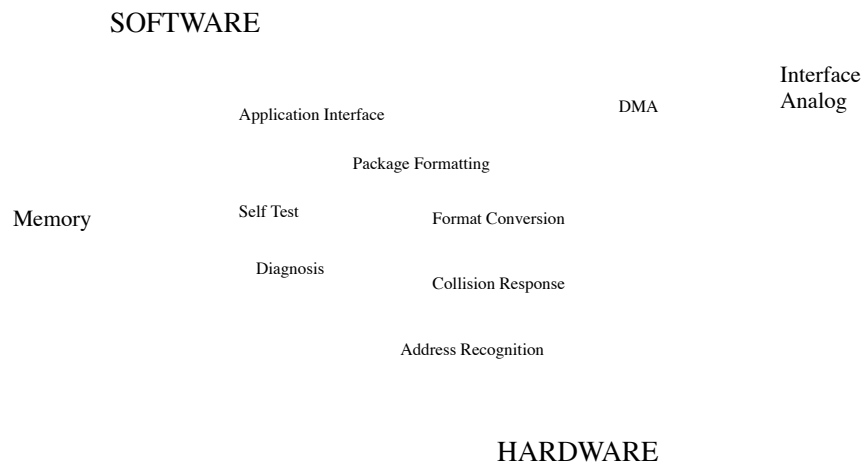 SOFTWARE
Interface
Analog
Application Interface
DMA
Package Formatting
Memory
Self Test
Format Conversion
Diagnosis
Collision Response
Address Recognition
HARDWARE